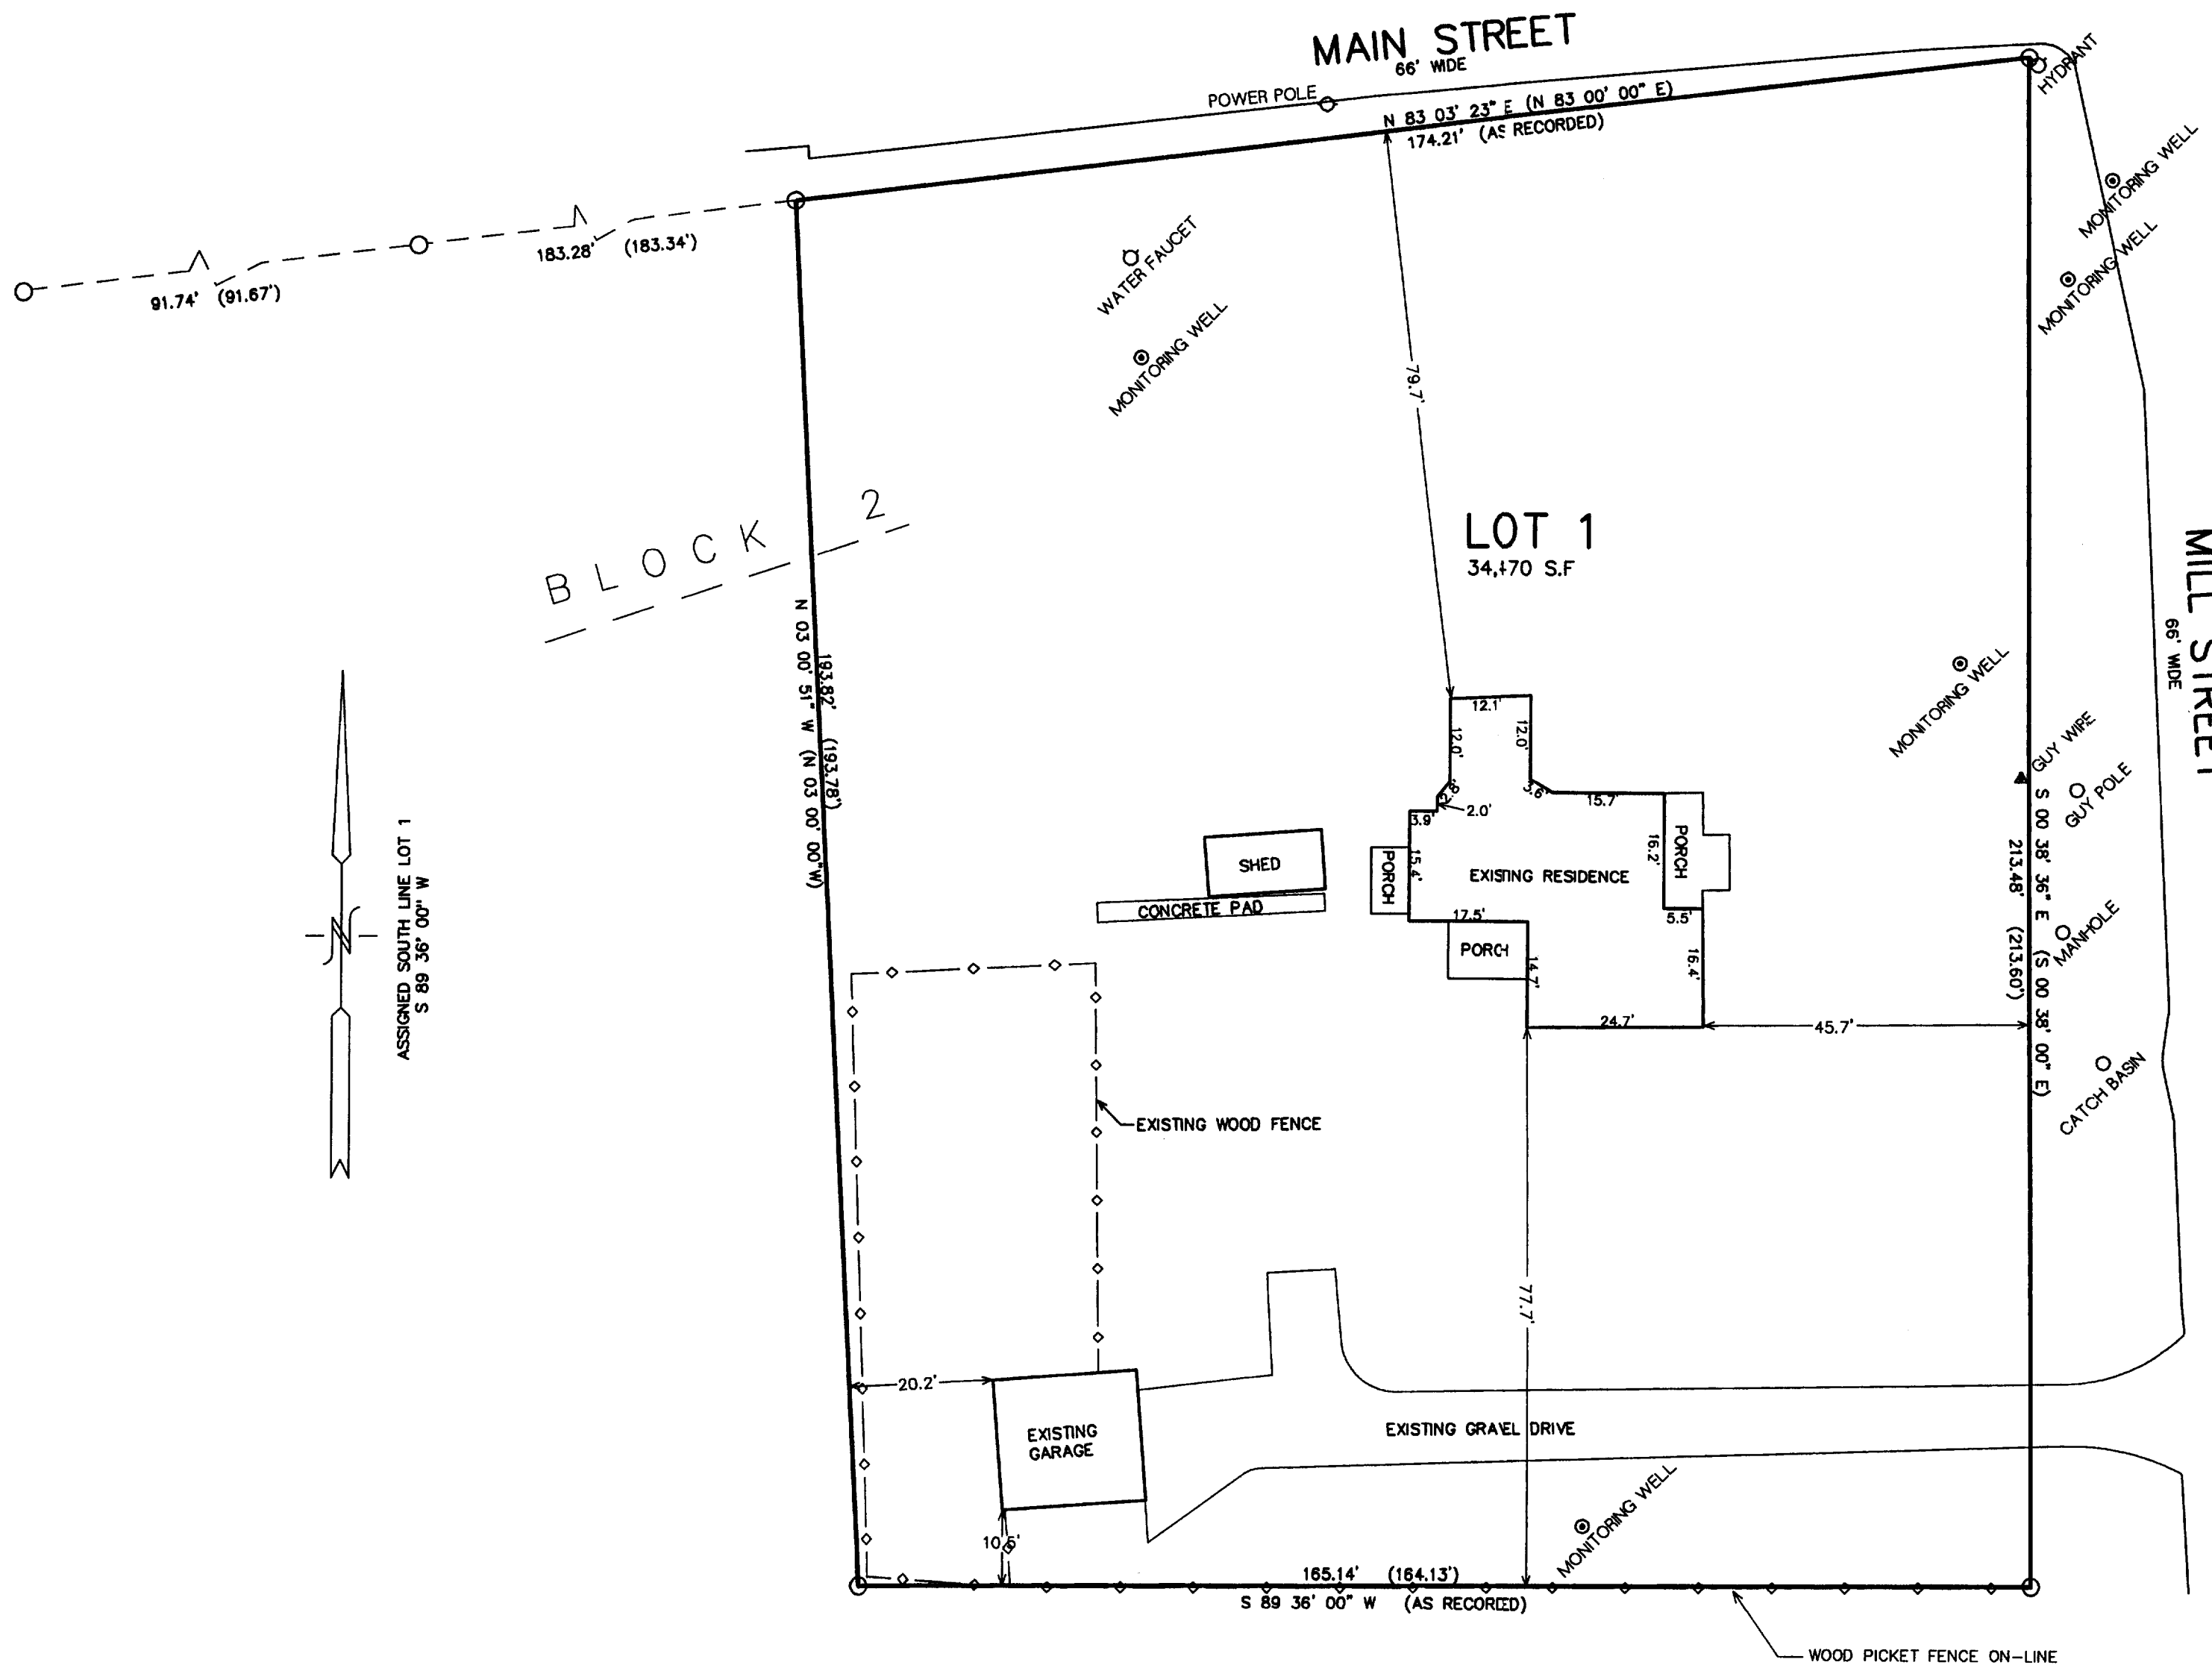 MAIN STREET
66' WIDE
POWER POLE
HYDRANT
N 83 03' 23" E (N 83 00' 00" E)
174.21' (AS RECORDED)
MONITORING WELL
MONITORING WELL
183.28' (183.34')
91.74' (91.67')
WATER FAUCET
MONITORING WELL
79.7'
BLOCK 2
LOT 1
S.F
MILL STREET
66' WIDE
N 03 00' 51" W (N 03 00' 00"W)
193.82' (193.78')
MONITORING WELL
GUY WIRE
GUY POLE
12.1'
12.0'
12.0'
2.8'
3.6'
2.0'
15.7'
3.9'
15.4'
16.2'
PORCH
PORCH
SHED
EXISTING RESIDENCE
CONCRETE PAD
17.5'
5.5'
PORCH
14.7'
16.4'
24.7'
45.7'
S 00 38' 36" E (S 00 38' 00" E)
213.48' (213.60')
MANHOLE
CATCH BASIN
ASSIGNED SOUTH LINE LOT 1
S 89 36' 00" W
N
EXISTING WOOD FENCE
77.7'
20.2'
EXISTING
GARAGE
EXISTING GRAVEL DRIVE
MONITORING WELL
165.14' (164.13')
S 89 36' 00" W (AS RECORDED)
WOOD PICKET FENCE ON-LINE